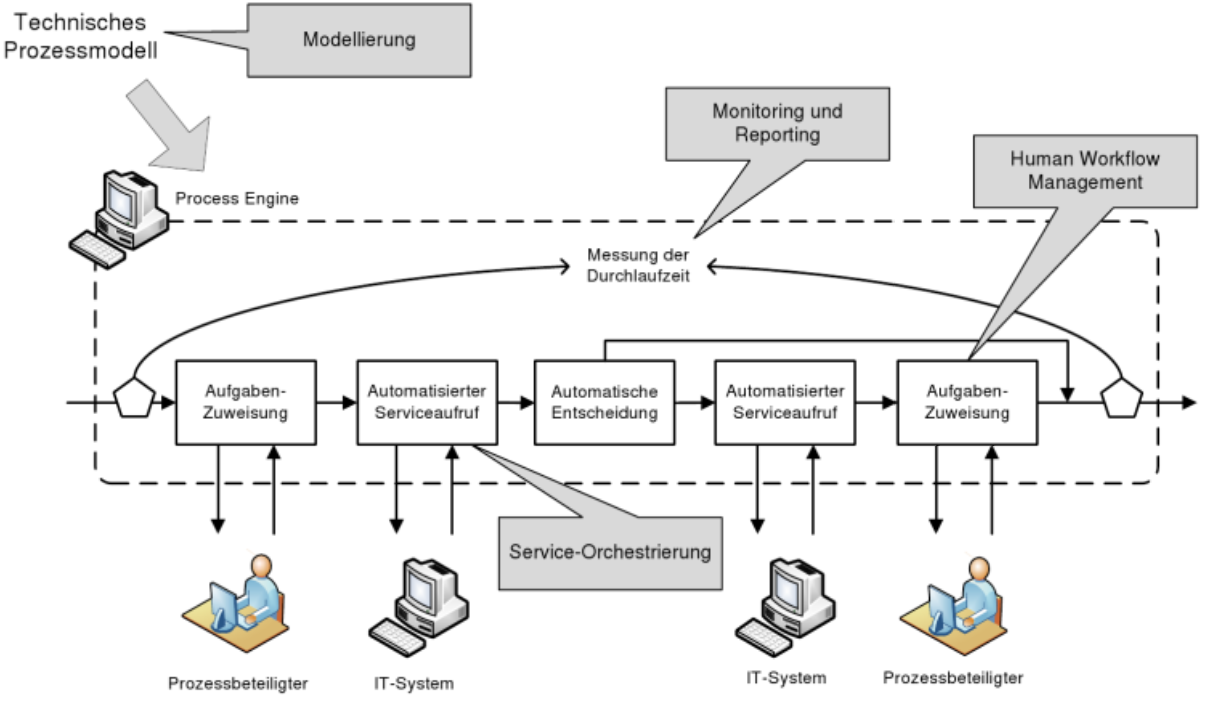 Technisches
Prozessmodell
Modellierung
Monitoring und
Reporting
Human Workflow
Management
Process Engine
Messung der
Durchlaufzeit
Aufgaben-
Zuweisung
Automatisierter
Serviceaufruf
Automatische
Entscheidung
Automatisierter
Serviceaufruf
Aufgaben-
Zuweisung
Service-Orchestrierung
Prozessbeteiligter
IT-System
IT-System
Prozessbeteiligter